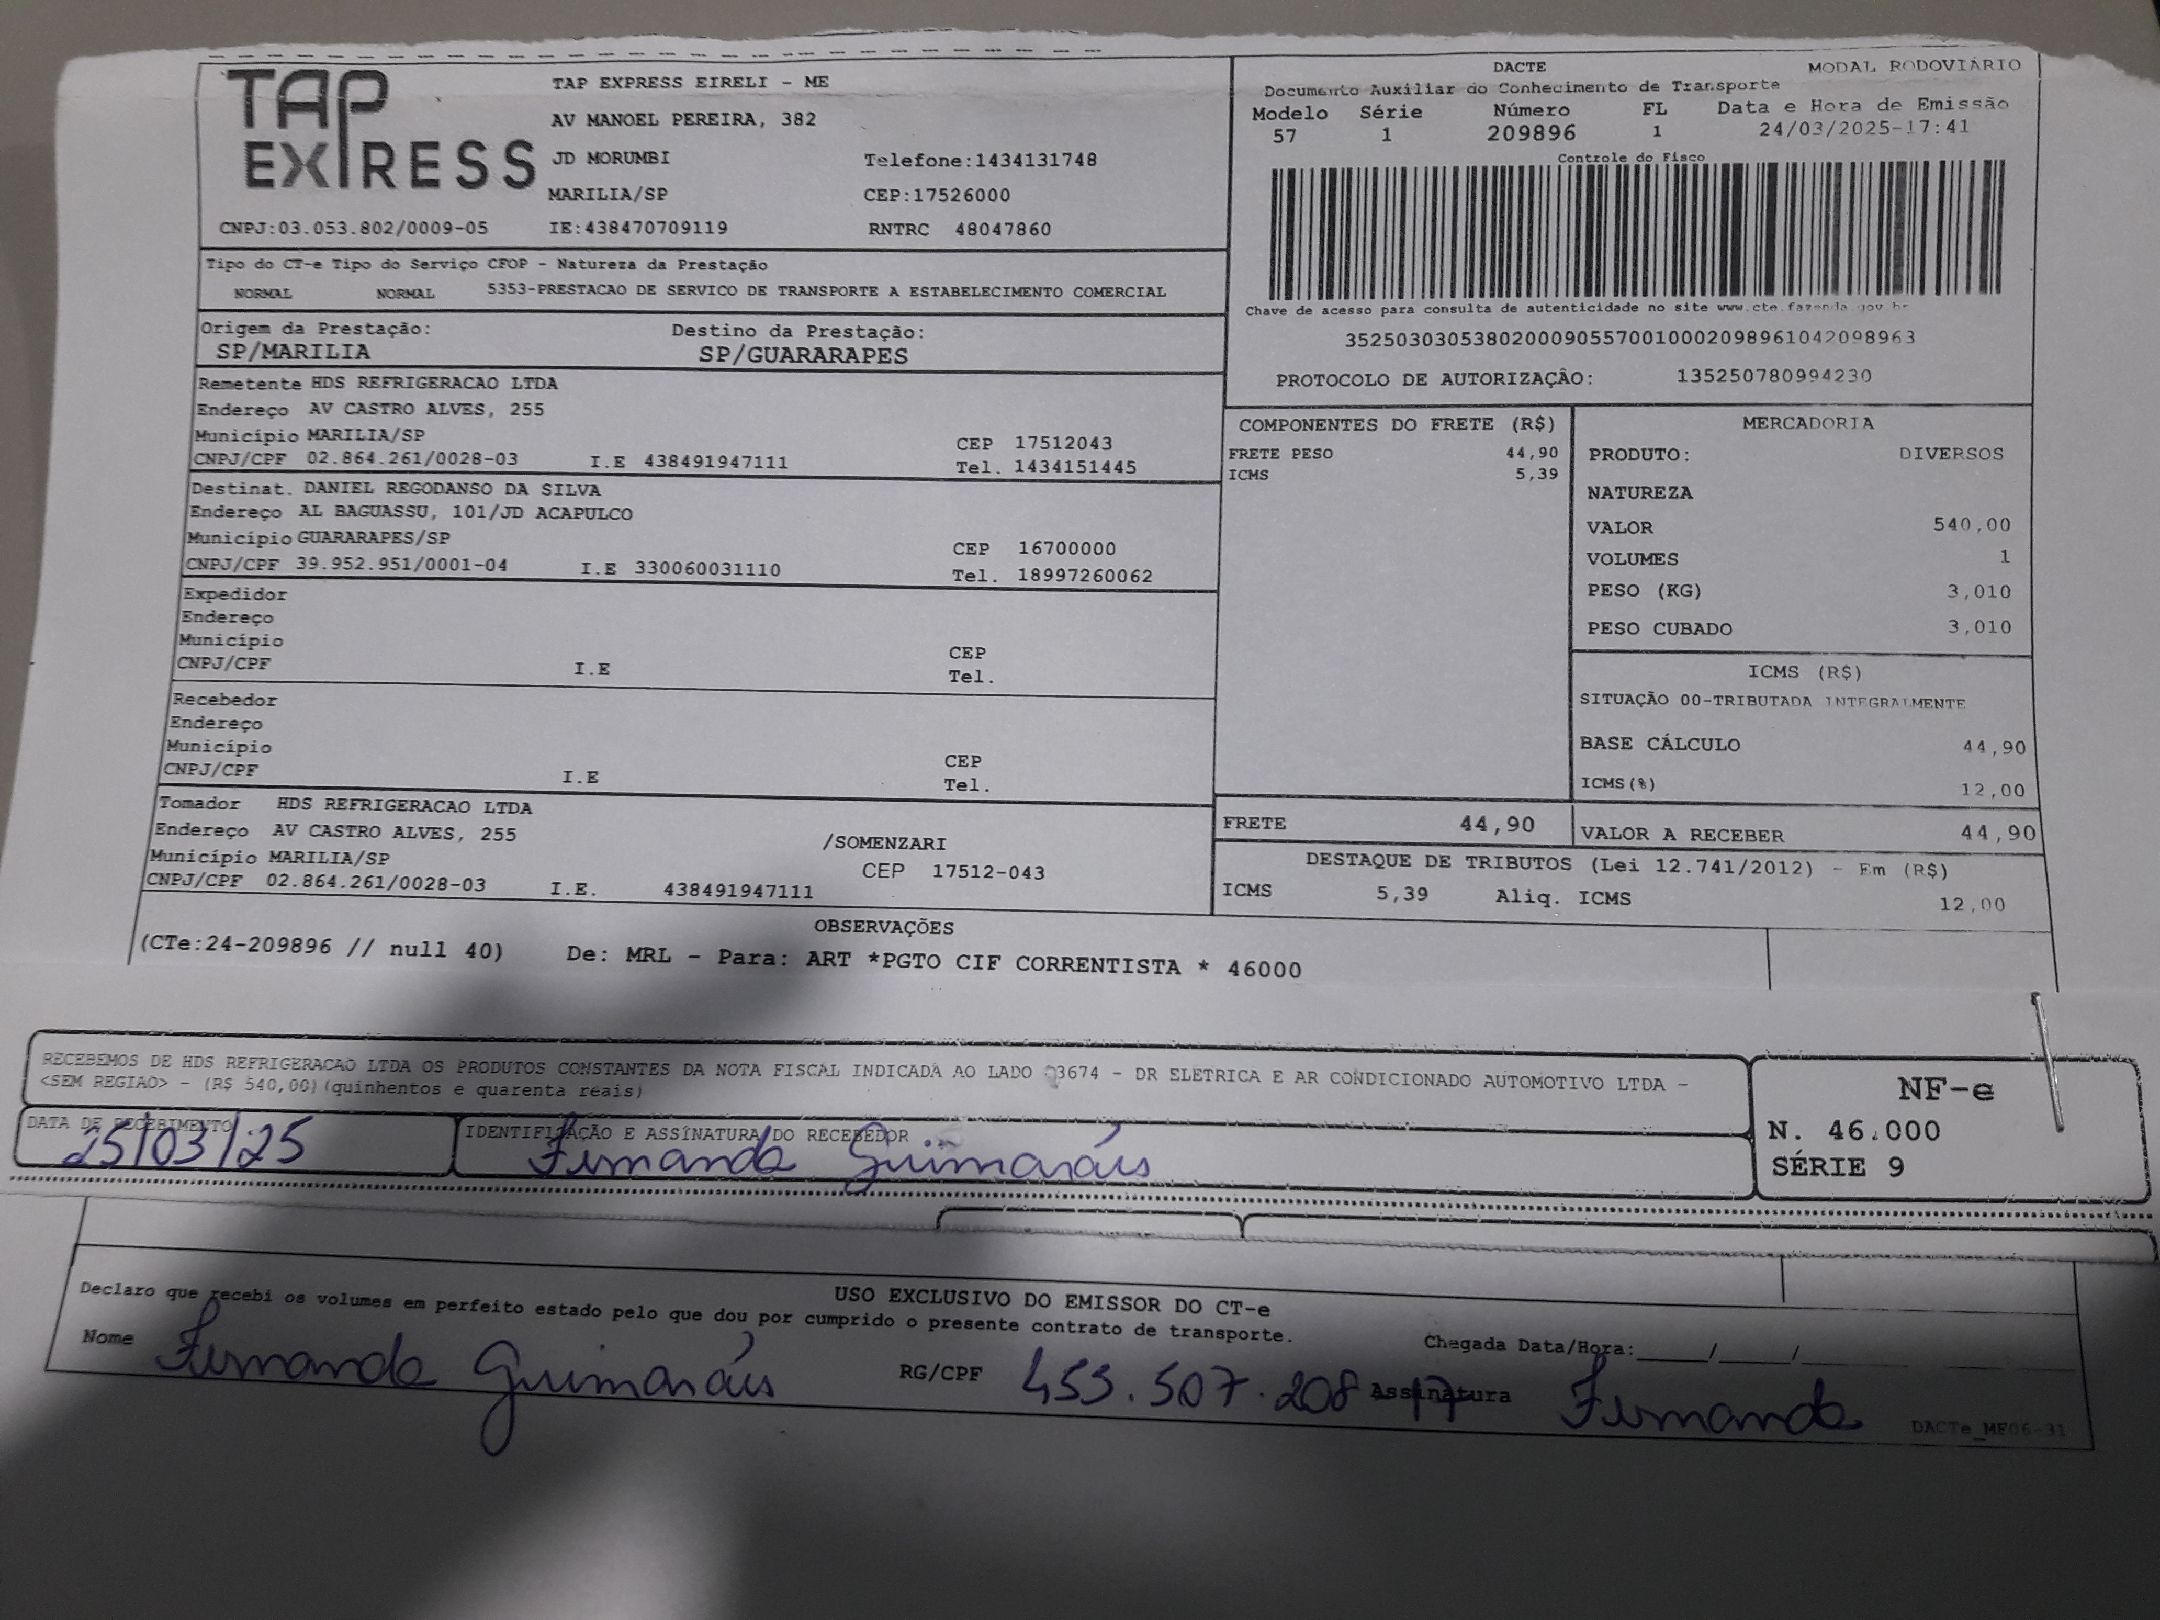 TAP EXPRESS
TAP EXPRESS EIRELI - ME
AV MANOEL PEREIRA, 382
JD MORUMBI Telefone:1434131748
MARILIA/SP CEP:17526000
CNPJ:03.053.802/0009-05 IE:438470709119 RNTRC 48047860
DACTE MODAL RODOVIÁRIO
Documento Auxiliar do Conhecimento de Transporte
Modelo Série Número FL Data e Hora de Emissão
57 1 209896 1 24/03/2025-17:41
Controle do Fisco
Chave de acesso para consulta de autenticidade no site www.cte.fazenda.gov.br
35250303053802000905570010002098961042098963
PROTOCOLO DE AUTORIZAÇÃO: 135250780994230
Tipo do CT-e Tipo do Serviço CFOP - Natureza da Prestação
NORMAL NORMAL 5353-PRESTACAO DE SERVICO DE TRANSPORTE A ESTABELECIMENTO COMERCIAL
Origem da Prestação: Destino da Prestação:
SP/MARILIA SP/GUARARAPES
Remetente HDS REFRIGERACAO LTDA
Endereço AV CASTRO ALVES, 255
Município MARILIA/SP CEP 17512043
CNPJ/CPF 02.864.261/0028-03 I.E 438491947111 Tel. 1434151445
Destinat. DANIEL REGODANSO DA SILVA
Endereço AL BAGUASSU, 101/JD ACAPULCO
Município GUARARAPES/SP CEP 16700000
CNPJ/CPF 39.952.951/0001-04 I.E 330060031110 Tel. 18997260062
Expedidor
Endereço
Município CEP
CNPJ/CPF I.E Tel.
Recebedor
Endereço
Município CEP
CNPJ/CPF I.E Tel.
Tomador HDS REFRIGERACAO LTDA
Endereço AV CASTRO ALVES, 255 /SOMENZARI
Município MARILIA/SP CEP 17512-043
CNPJ/CPF 02.864.261/0028-03 I.E. 438491947111
COMPONENTES DO FRETE (R$)
FRETE PESO 44,90
ICMS 5,39
MERCADORIA
PRODUTO: DIVERSOS
NATUREZA
VALOR 540,00
VOLUMES 1
PESO (KG) 3,010
PESO CUBADO 3,010
ICMS (R$)
SITUAÇÃO 00-TRIBUTADA INTEGRALMENTE
BASE CÁLCULO 44,90
ICMS(%) 12,00
FRETE 44,90 VALOR A RECEBER 44,90
DESTAQUE DE TRIBUTOS (Lei 12.741/2012) - Em (R$)
ICMS 5,39 Aliq. ICMS 12,00
OBSERVAÇÕES
(CTe:24-209896 // null 40) De: MRL - Para: ART *PGTO CIF CORRENTISTA * 46000
RECEBEMOS DE HDS REFRIGERACAO LTDA OS PRODUTOS CONSTANTES DA NOTA FISCAL INDICADA AO LADO 03674 - DR ELETRICA E AR CONDICIONADO AUTOMOTIVO LTDA -
<SEM REGIAO> - (R$ 540,00)(quinhentos e quarenta reais)
DATA DE RECEBIMENTO IDENTIFICAÇÃO E ASSINATURA DO RECEBEDOR
25/03/25 Fernanda Guimarães
NF-e
N. 46.000
SÉRIE 9
USO EXCLUSIVO DO EMISSOR DO CT-e
Declaro que recebi os volumes em perfeito estado pelo que dou por cumprido o presente contrato de transporte.
Nome Fernanda Guimarães RG/CPF 453.507.208 17 Assinatura Fernanda
Chegada Data/Hora:____/____/
DACTe_MF06-31